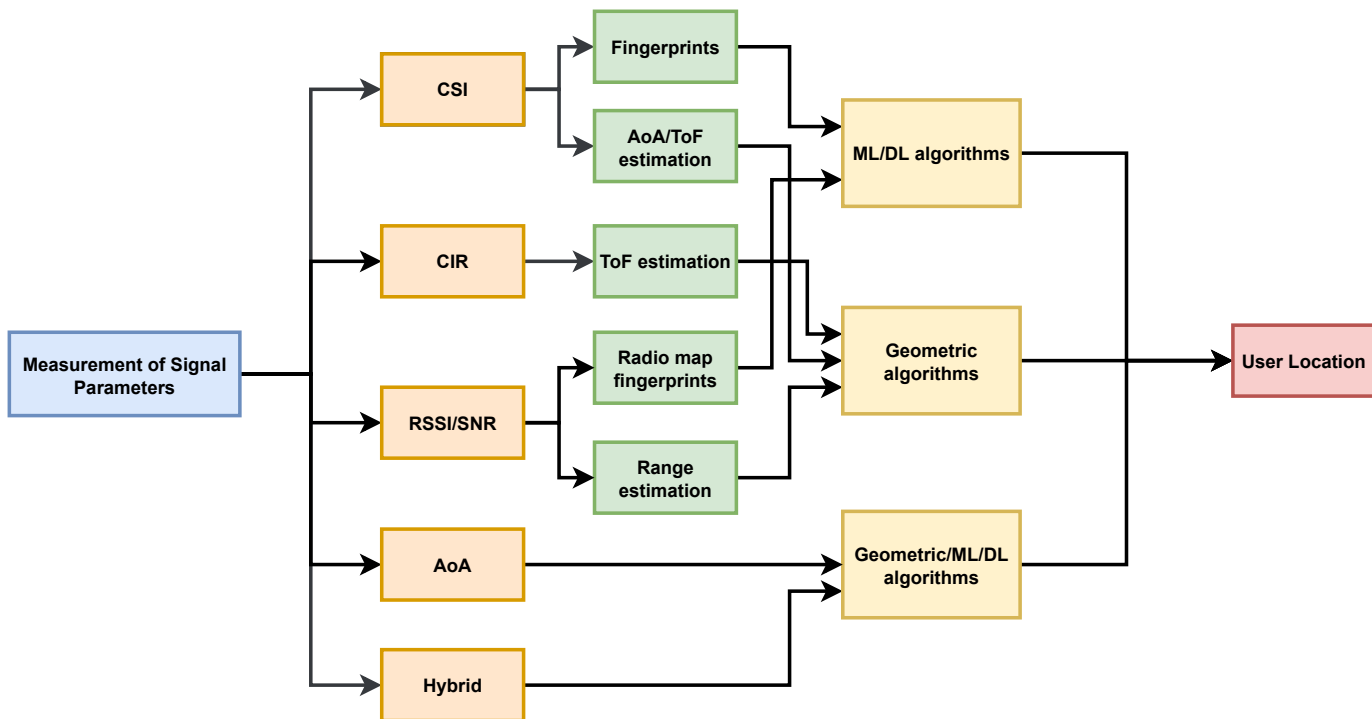 Measurement of Signal
Parameters
CSI
CIR
RSSI/SNR
AoA
Hybrid
Fingerprints
AoA/ToF
estimation
ToF estimation
Radio map
fingerprints
Range
estimation
ML/DL algorithms
Geometric
algorithms
Geometric/ML/DL
algorithms
User Location